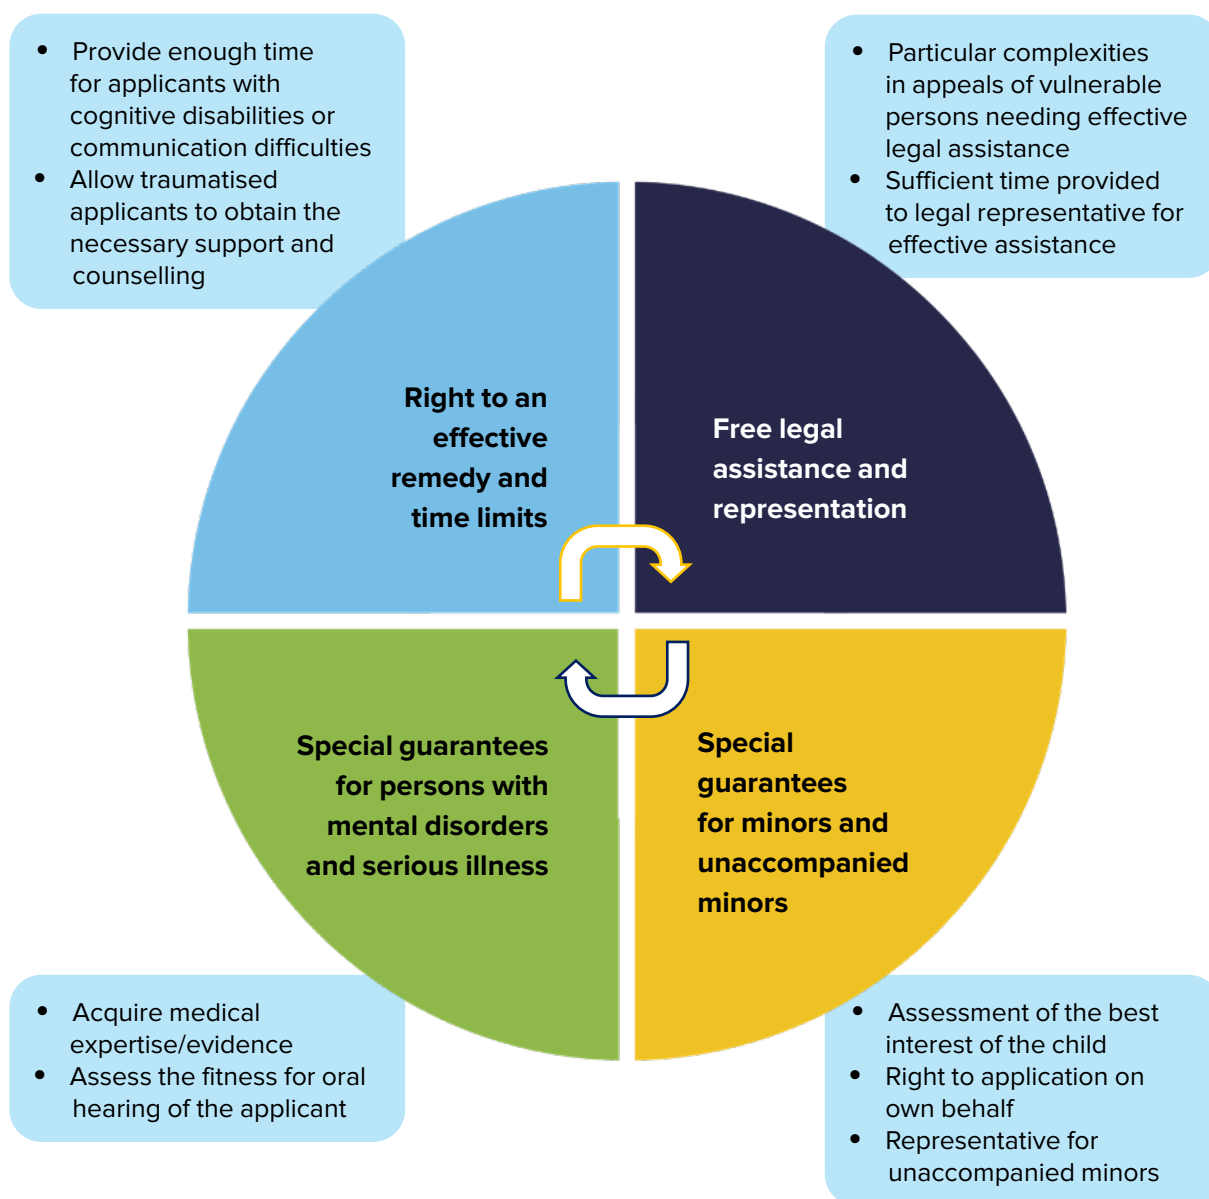 • Provide enough time
for applicants with
cognitive disabilities or
communication difficulties
• Allow traumatised
applicants to obtain the
necessary support and
counselling
• Particular complexities
in appeals of vulnerable
persons needing effective
legal assistance
• Sufficient time provided
to legal representative for
effective assistance
Right to an
effective
remedy and
time limits
Free legal
assistance and
representation
Special guarantees
for persons with
mental disorders
and serious illness
Special
guarantees
for minors and
unaccompanied
minors
• Acquire medical
expertise/evidence
• Assess the fitness for oral
hearing of the applicant
• Assessment of the best
interest of the child
• Right to application on
own behalf
• Representative for
unaccompanied minors